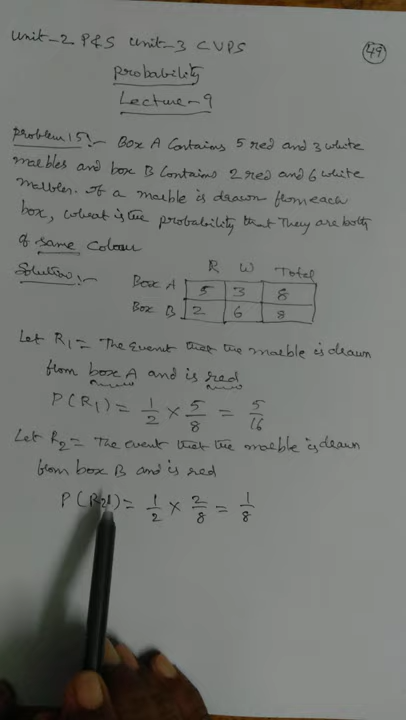 Unit-2 P&S Unit-3 CVPS
49
Probability
Lecture-9
Problem 15:- Box A Contains 5 red and 3 white
marbles and box B Contains 2 red and 6 white
marbles. If a marble is drawn from each
box, what is the probability that they are both
of same Colour
Solution:-
R W Total
Box A 5 3 8
Box B 2 6 8
Let R1 = The event that the marble is drawn
from box A and is red
P(R1) = 1/2 × 5/8 = 5/16
Let R2 = The event that the marble is drawn
from box B and is red
P(R2) = 1/2 × 2/8 = 1/8